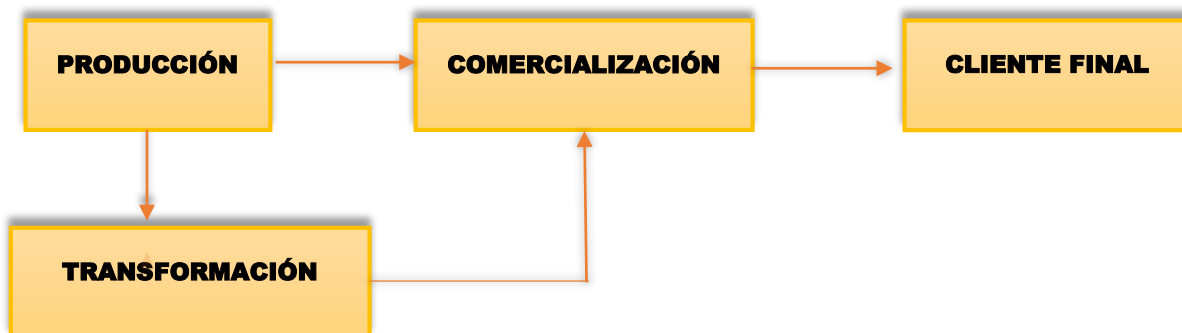 PRODUCCIÓN
COMERCIALIZACIÓN
CLIENTE FINAL
TRANSFORMACIÓN